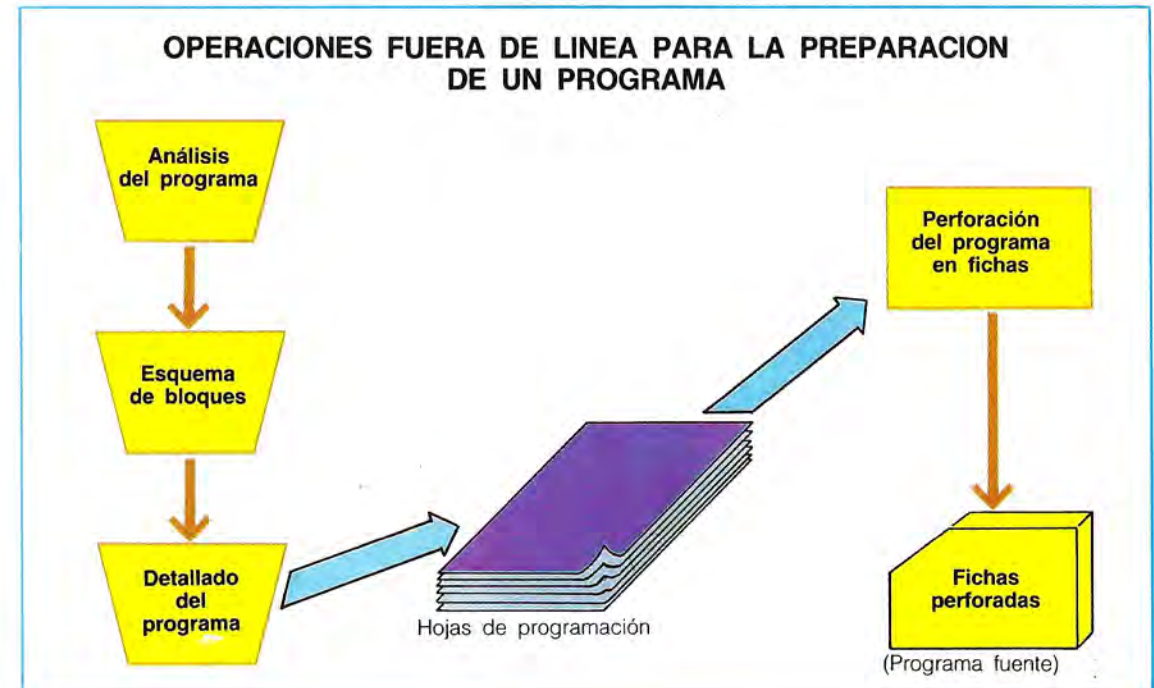 OPERACIONES FUERA DE LINEA PARA LA PREPARACION
DE UN PROGRAMA
Análisis
del programa
Esquema
de bloques
Detallado
del
programa
Hojas de programación
Perforación
del programa
en fichas
Fichas
perforadas
(Programa fuente)